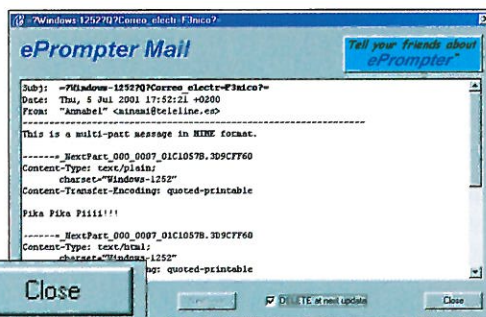 =?Windows-1252?Q?Correo_electr=F3nico?=
ePrompter Mail
Tell your friends about
ePrompter
Subj: =?Windows-1252?Q?Correo_electr=F3nico?=
Date: Thu, 5 Jul 2001 17:52:21 +0200
From: "Annabel" <minami@teleline.es>
This is a multi-part message in MIME format.
------=_NextPart_000_0007_01C1057B.3D9CFF60
Content-Type: text/plain;
charset="Windows-1252"
Content-Transfer-Encoding: quoted-printable
Pika Pika Piiii!!!
------=_NextPart_000_0007_01C1057B.3D9CFF60
Content-Type: text/html;
charset="Windows-1252"
ng: quoted-printable
Close
DELETE at next update
Close